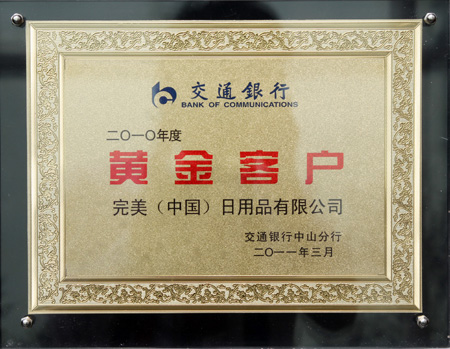 交通銀行
BANK OF COMMUNICATIONS
二〇一〇年度
黄金客户
完美（中国）日用品有限公司
交通银行中山分行
二〇一一年三月